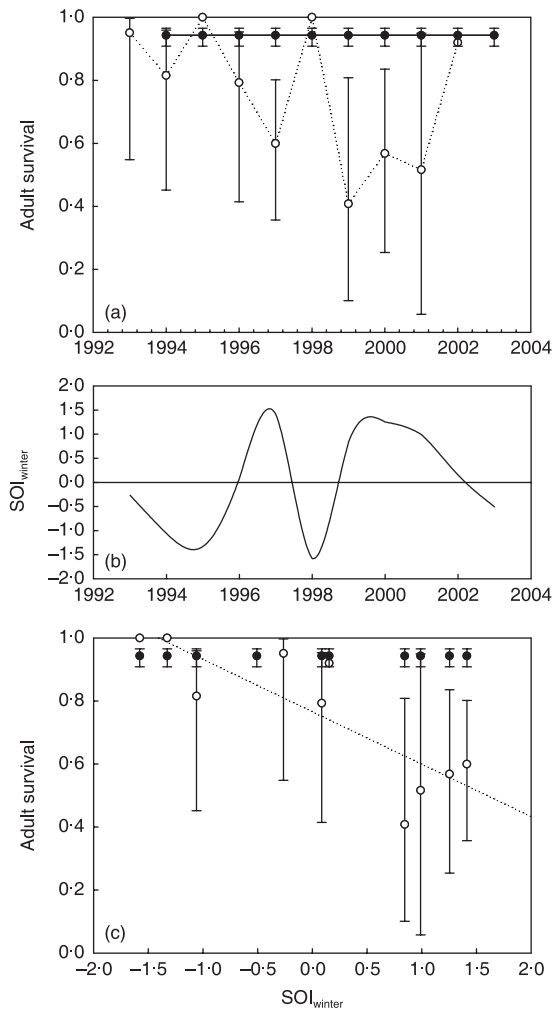 1·0
0·8
0·6
0·4
0·2
0·0
Adult survival
(a)
1992 1994 1996 1998 2000 2002 2004
2·0
1·5
1·0
0·5
0·0
–0·5
–1·0
–1·5
–2·0
SOIwinter
(b)
1992 1994 1996 1998 2000 2002 2004
1·0
0·8
0·6
0·4
0·2
0·0
Adult survival
(c)
–2·0 –1·5 –1·0 –0·5 0·0 0·5 1·0 1·5 2·0
SOIwinter